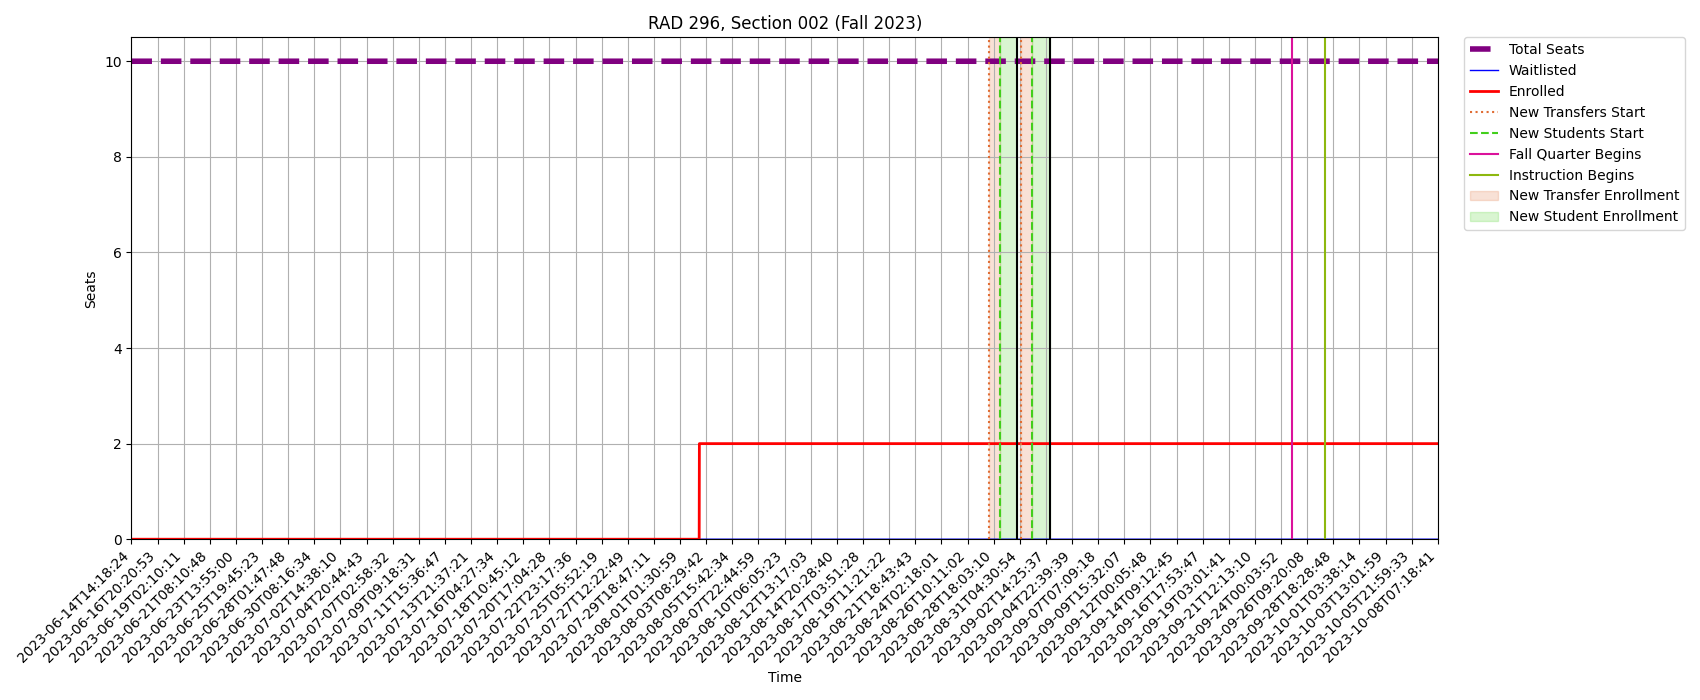 RAD 296, Section 002 (Fall 2023)
Total Seats
Waitlisted
Enrolled
New Transfers Start
New Students Start
Fall Quarter Begins
Instruction Begins
New Transfer Enrollment
New Student Enrollment
Seats
10
8
6
4
2
0
2023-06-14T14:18:24
2023-06-16T20:20:53
2023-06-19T02:10:11
2023-06-21T08:10:48
2023-06-23T13:55:00
2023-06-25T19:45:23
2023-06-28T01:47:48
2023-06-30T08:16:34
2023-07-02T14:38:10
2023-07-04T20:44:43
2023-07-07T02:58:32
2023-07-09T09:18:31
2023-07-11T15:36:47
2023-07-13T21:37:21
2023-07-16T04:27:34
2023-07-18T10:45:12
2023-07-20T17:04:28
2023-07-22T23:17:36
2023-07-25T05:52:19
2023-07-27T12:22:49
2023-07-29T18:47:11
2023-08-01T01:30:59
2023-08-03T08:29:42
2023-08-05T15:42:34
2023-08-07T22:44:59
2023-08-10T06:05:23
2023-08-12T13:17:03
2023-08-14T20:28:40
2023-08-17T03:51:28
2023-08-19T11:21:22
2023-08-21T18:43:43
2023-08-24T02:18:01
2023-08-26T10:11:02
2023-08-28T18:03:10
2023-08-31T04:30:54
2023-09-02T14:25:37
2023-09-04T22:39:39
2023-09-07T07:09:18
2023-09-09T15:32:07
2023-09-12T00:05:48
2023-09-14T09:12:45
2023-09-16T17:53:47
2023-09-19T03:01:41
2023-09-21T12:13:10
2023-09-24T00:03:52
2023-09-26T09:20:08
2023-09-28T18:28:48
2023-10-01T03:38:14
2023-10-03T13:01:59
2023-10-05T21:59:33
2023-10-08T07:18:41
Time